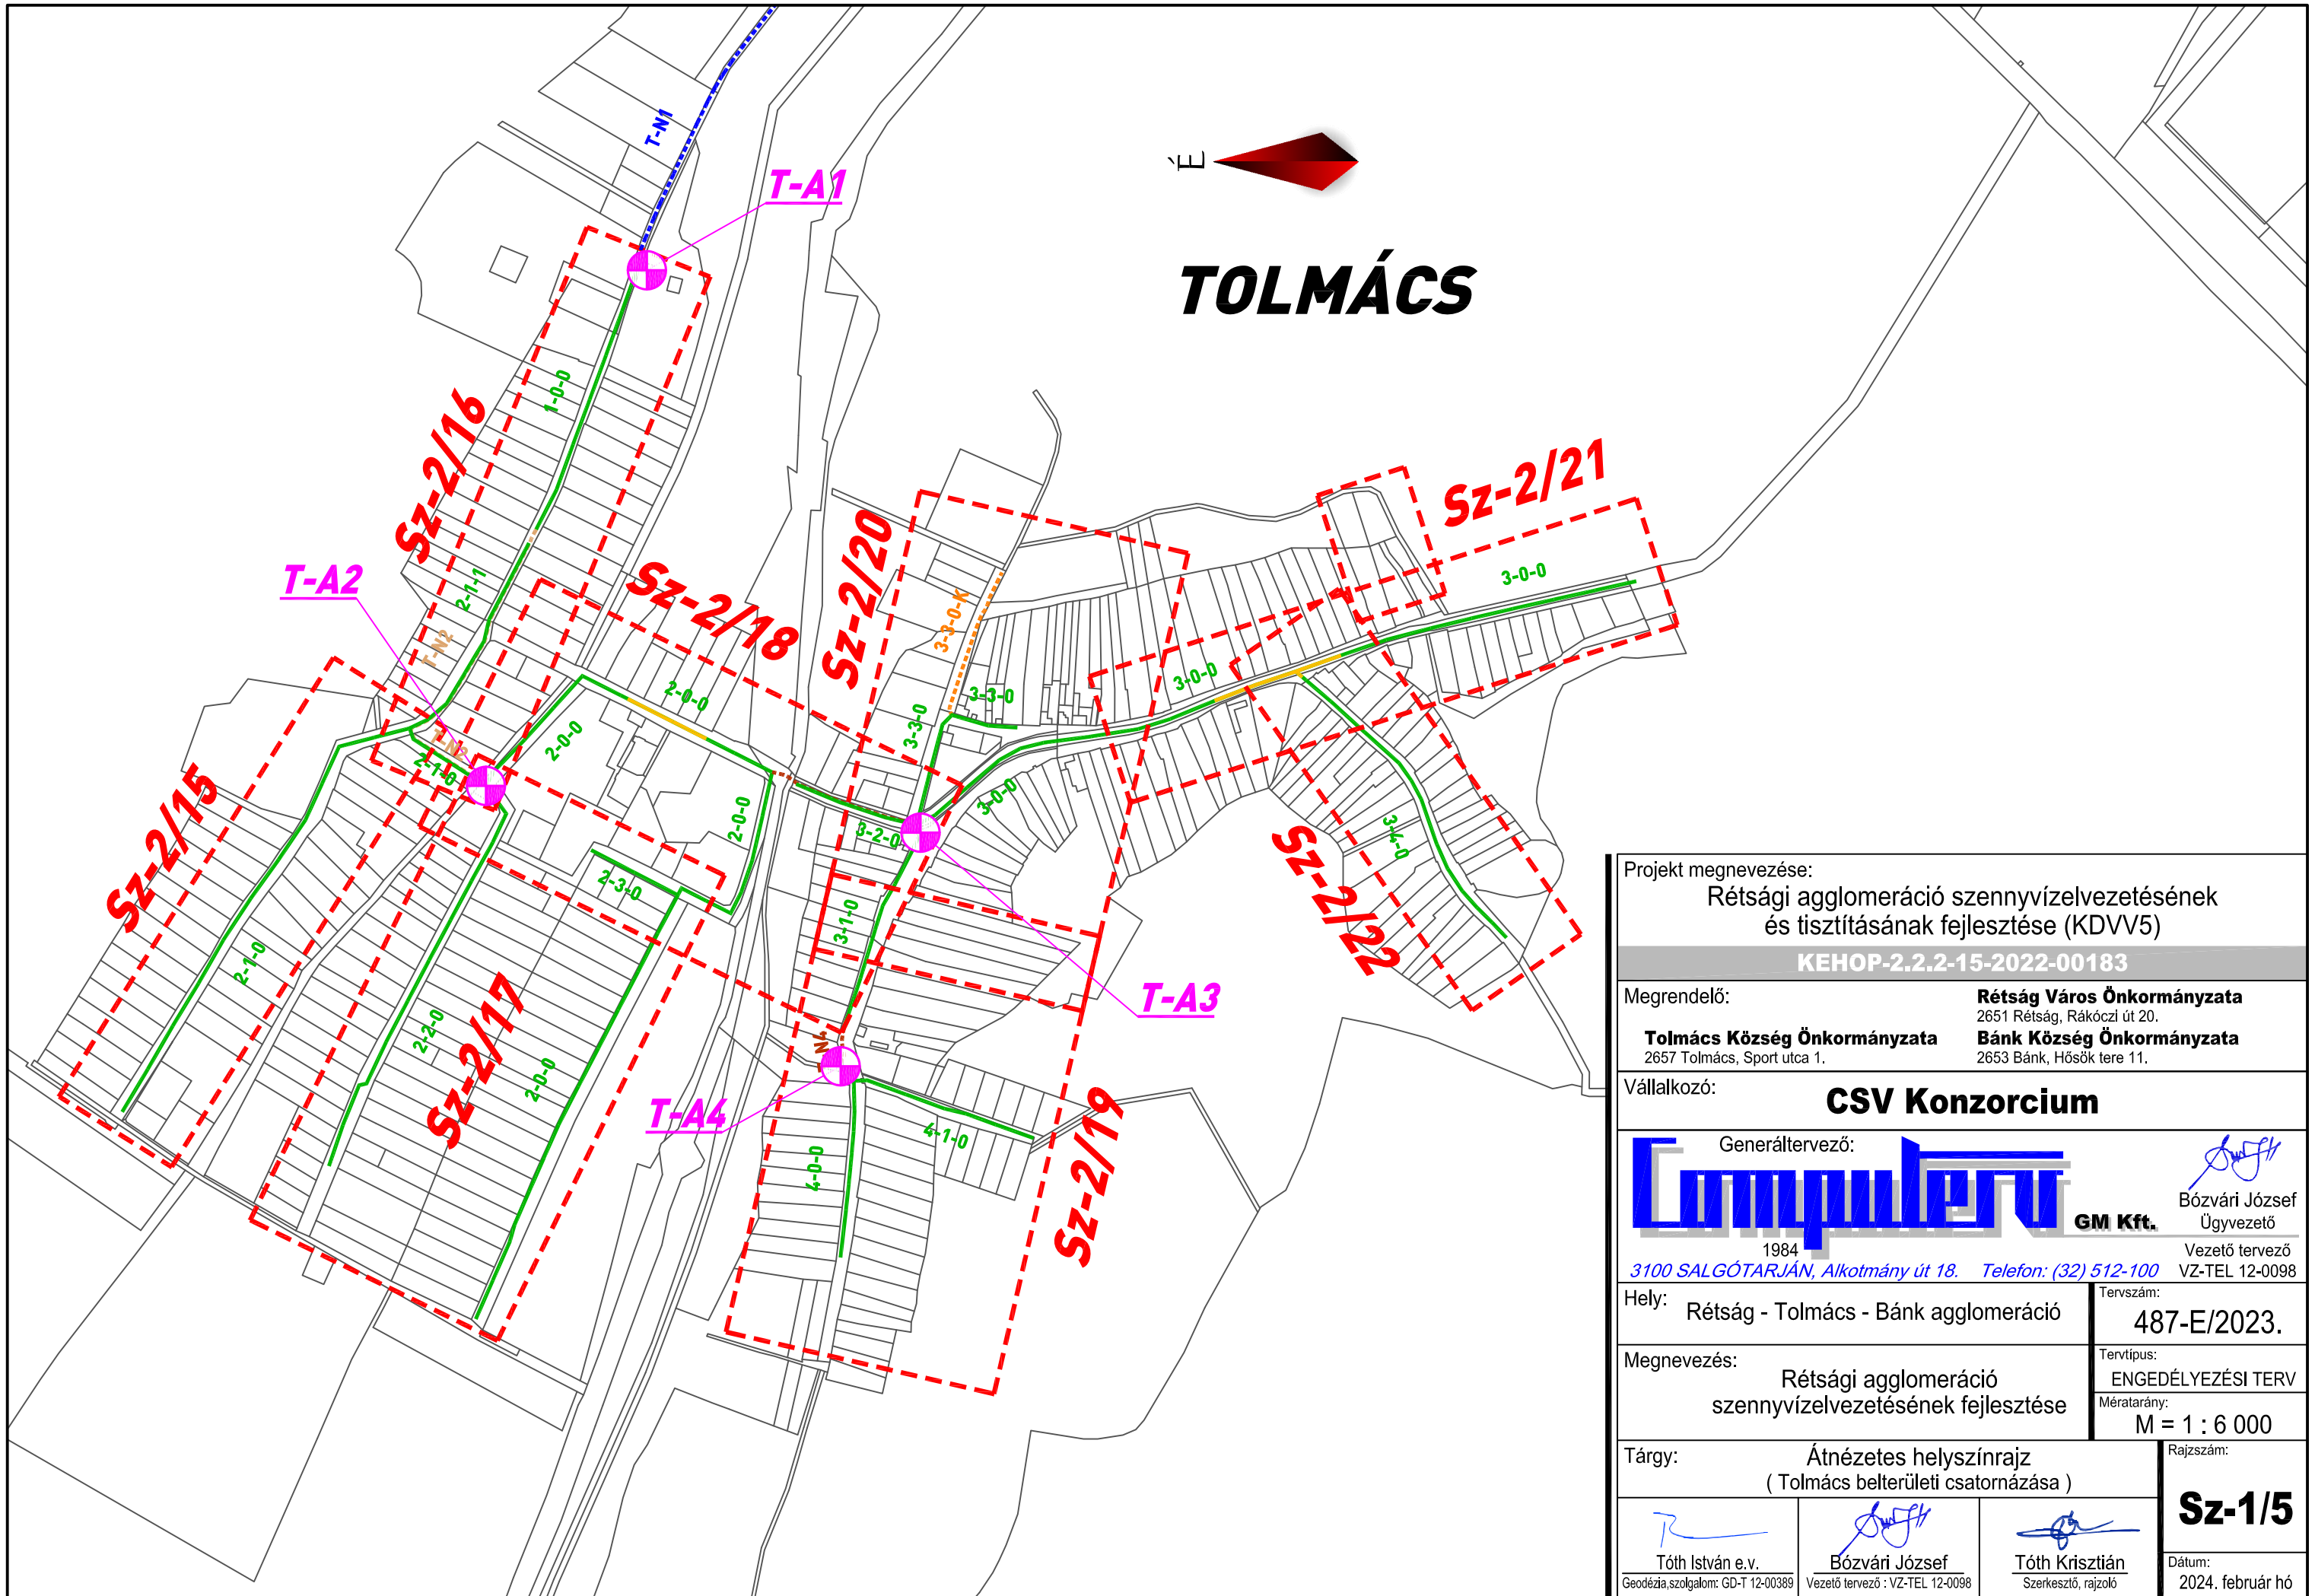 T-N1
É
T-A1
TOLMÁCS
1-0-0
Sz-2/16
Sz-2/21
Sz-2/20
T-A2
Sz-2/18
3-0-0
2-1-1
3-3-0-K
T-N2
3-0-0
2-0-0
3-3-0
3-3-0
2-0-0
T-N2
2-1-0
3-0-0
Sz-2/15
2-0-0
3-2-0
3-4-0
Sz-2/22
2-3-0
3-1-0
2-1-0
T-A3
Sz-2/17
2-2-0
2-0-0
T-A4
4-1-0
4-0-0
Sz-2/19
Projekt megnevezése:
Rétsági agglomeráció szennyvízelvezetésének
és tisztításának fejlesztése (KDVV5)
KEHOP-2.2.2-15-2022-00183
Megrendelő:
Rétság Város Önkormányzata
2651 Rétság, Rákóczi út 20.
Tolmács Község Önkormányzata
2657 Tolmács, Sport utca 1.
Bánk Község Önkormányzata
2653 Bánk, Hősök tere 11.
Vállalkozó:
CSV Konzorcium
Generáltervező:
Computerv
GM Kft.
1984
3100 SALGÓTARJÁN, Alkotmány út 18. Telefon: (32) 512-100
Bózvári József
Ügyvezető
Vezető tervező
VZ-TEL 12-0098
Hely:
Rétság - Tolmács - Bánk agglomeráció
Tervszám:
487-E/2023.
Megnevezés:
Rétsági agglomeráció
szennyvízelvezetésének fejlesztése
Tervtípus:
ENGEDÉLYEZÉSI TERV
Mératarány:
M = 1 : 6 000
Tárgy:
Átnézetes helyszínrajz
( Tolmács belterületi csatornázása )
Rajzszám:
Sz-1/5
Tóth István e.v.
Geodézia,szolgalom: GD-T 12-00389
Bózvári József
Vezető tervező : VZ-TEL 12-0098
Tóth Krisztián
Szerkesztő, rajzoló
Dátum:
2024. február hó